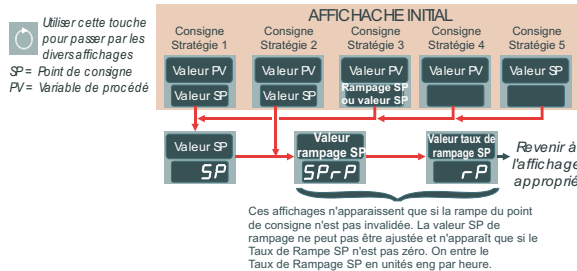 Utiliser cette touche
pour passer par les
divers affichages
SP = Point de consigne
PV = Variable de procédé
AFFICHACHE INITIAL
Consigne Stratégie 1
Consigne Stratégie 2
Consigne Stratégie 3
Consigne Stratégie 4
Consigne Stratégie 5
Valeur PV
Valeur PV
Valeur PV
Valeur PV
Valeur SP
Valeur SP
Valeur SP
Rampage SP
ou valeur SP
Valeur SP
SP
Valeur
rampage SP
SPrP
Valeur taux de
rampage SP
rP
Revenir à
l'affichage
approprié
Ces affichages n'apparaissent que si la rampe du point
de consigne n'est pas invalidée. La valeur SP de
rampage ne peut pas être ajustée et n'apparaît que si le
Taux de Rampe SP n'est pas zéro. On entre le
Taux de Rampage SP en unités eng par heure.